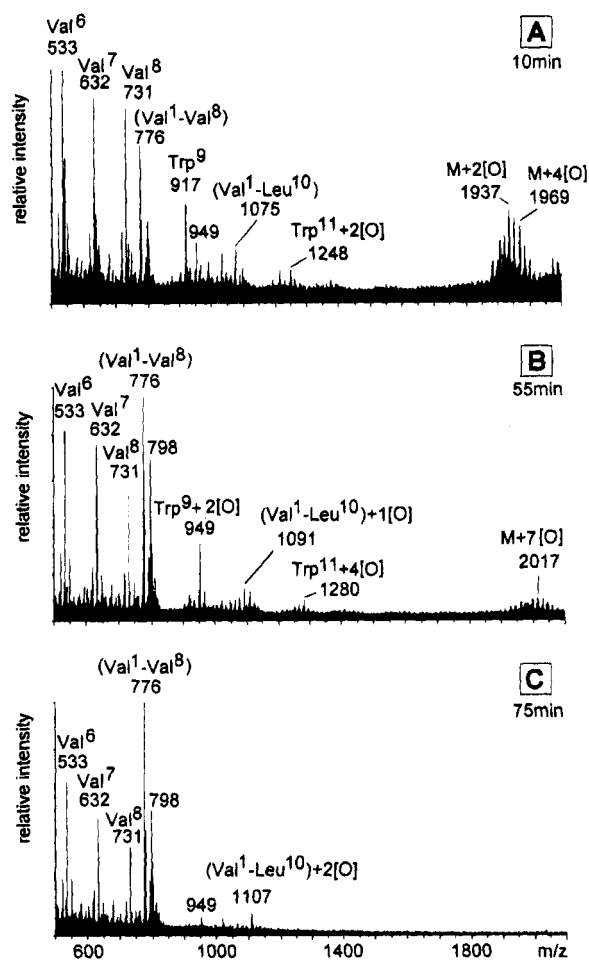 A
10min
relative intensity
Val⁶
533
Val⁷
632
Val⁸
731
(Val¹-Val⁸)
776
Trp⁹
917
949
(Val¹-Leu¹⁰)
1075
Trp¹¹+2[O]
1248
M+2[O]
1937
M+4[O]
1969
B
55min
relative intensity
Val⁶
533
Val⁷
632
Val⁸
731
(Val¹-Val⁸)
776
798
Trp⁹+2[O]
949
(Val¹-Leu¹⁰)+1[O]
1091
Trp¹¹+4[O]
1280
M+7[O]
2017
C
75min
relative intensity
Val⁶
533
Val⁷
632
Val⁸
731
(Val¹-Val⁸)
776
798
949
(Val¹-Leu¹⁰)+2[O]
1107
600 1000 1400 1800 m/z